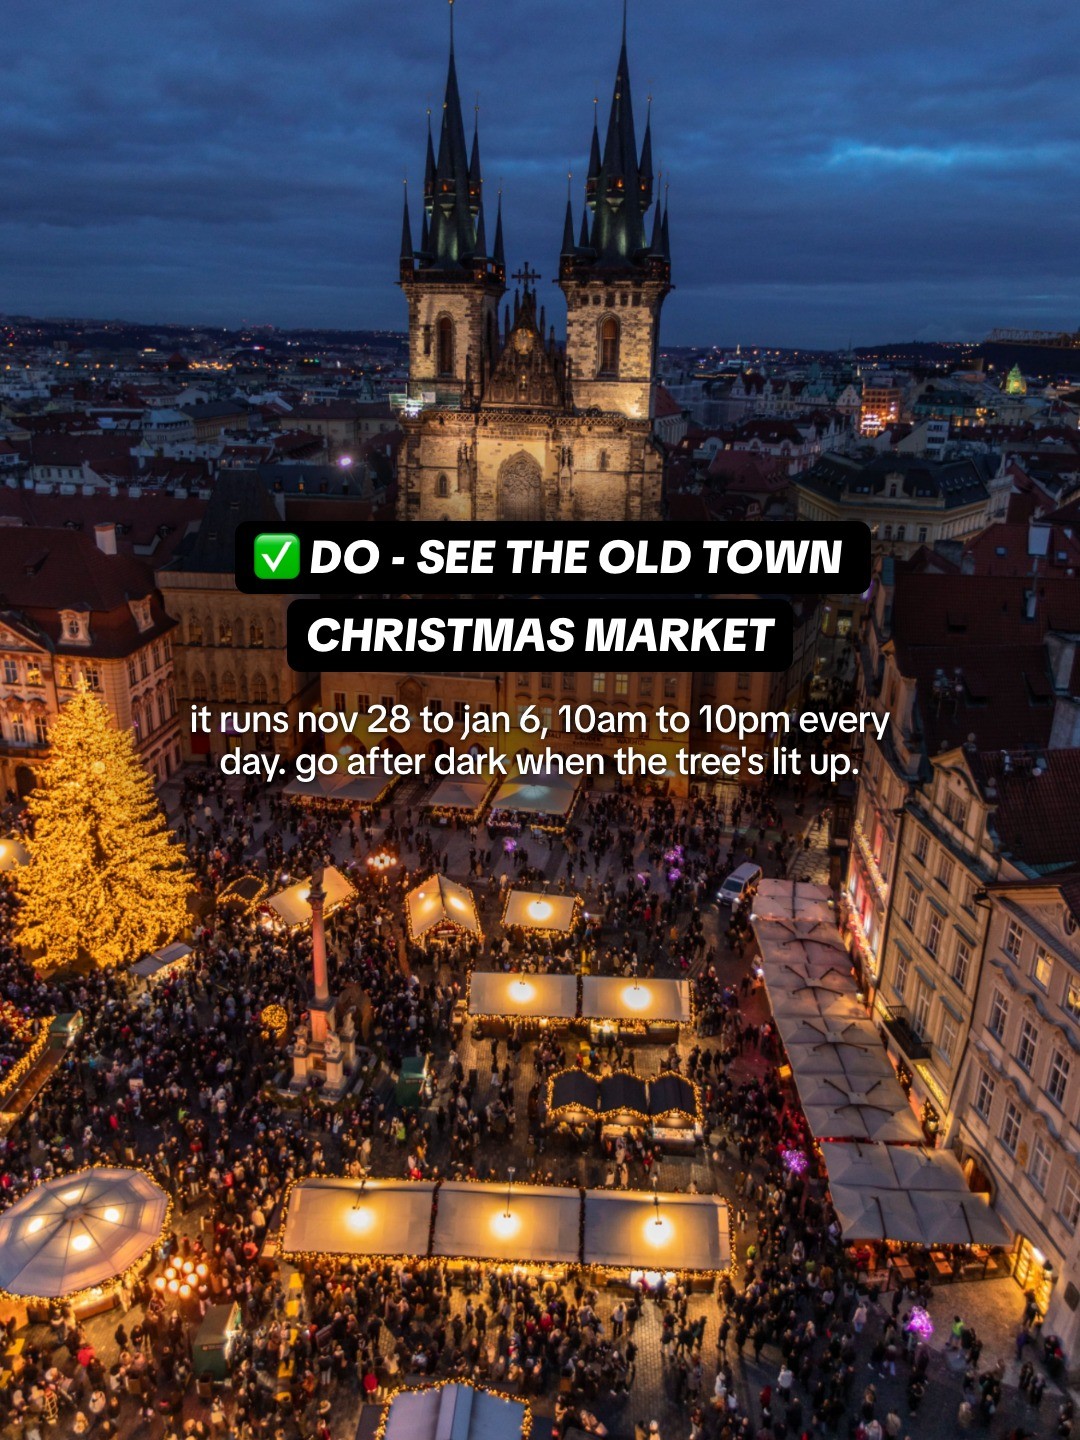 ✅ DO - SEE THE OLD TOWN
CHRISTMAS MARKET
it runs nov 28 to jan 6, 10am to 10pm every
day. go after dark when the tree's lit up.